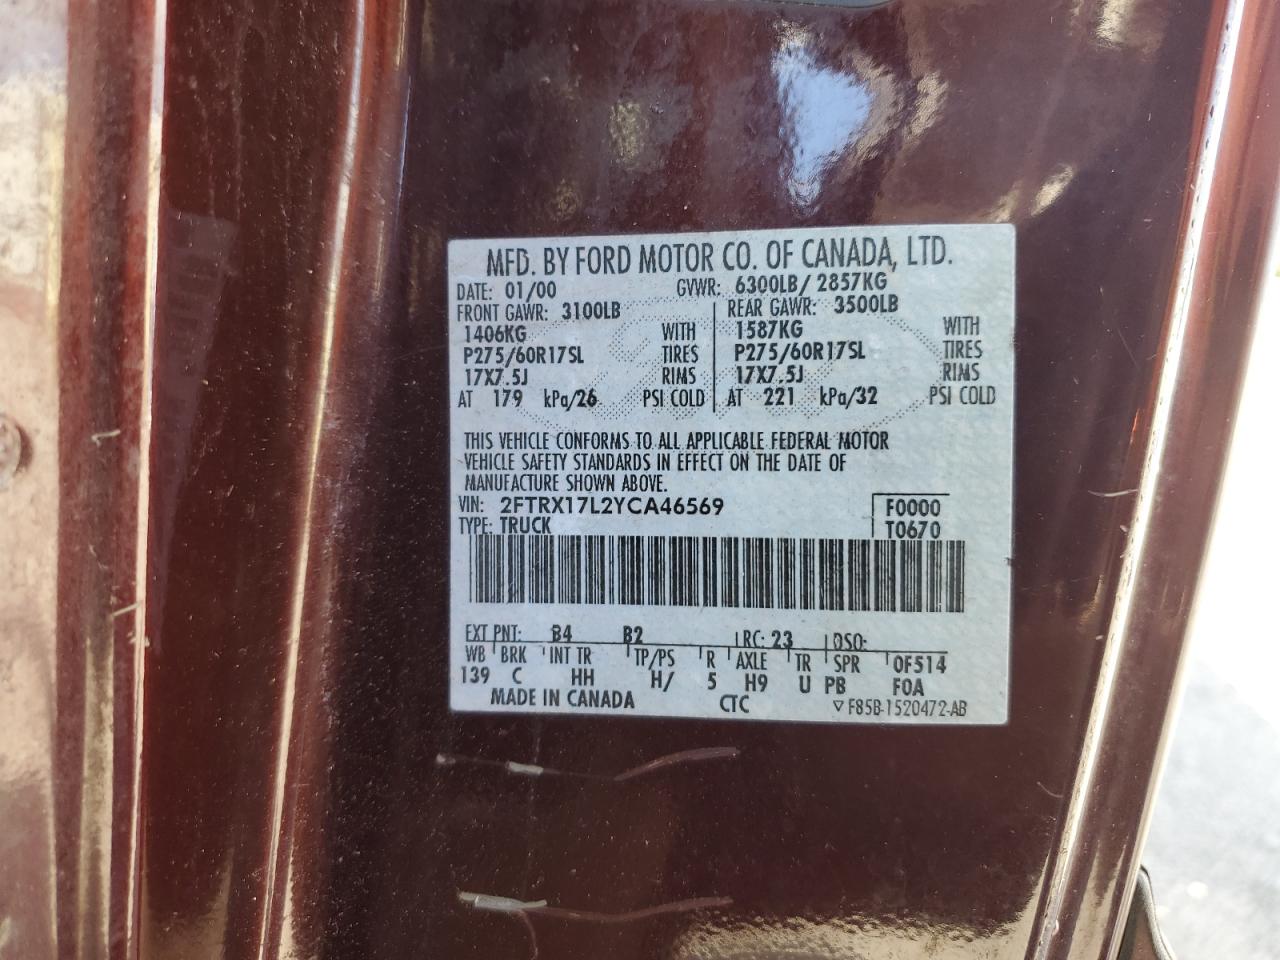 MFD. BY FORD MOTOR CO. OF CANADA, LTD.
DATE: 01/00 GVWR: 6300LB/ 2857KG
FRONT GAWR: 3100LB REAR GAWR: 3500LB
1406KG WITH 1587KG WITH
P275/60R17SL TIRES P275/60R17SL TIRES
17X7.5J RIMS 17X7.5J RIMS
AT 179 kPa/26 PSI COLD AT 221 kPa/32 PSI COLD
THIS VEHICLE CONFORMS TO ALL APPLICABLE FEDERAL MOTOR
VEHICLE SAFETY STANDARDS IN EFFECT ON THE DATE OF
MANUFACTURE SHOWN ABOVE.
VIN: 2FTRX17L2YCA46569 F0000
TYPE: TRUCK T0670
EXT PNT: B4 B2 RC: 23 DSO:
WB BRK INT TR TP/PS R AXLE TR SPR 0F514
139 C HH H/ 5 H9 U PB F0A
MADE IN CANADA CTC ▽ F85B-1520472-AB